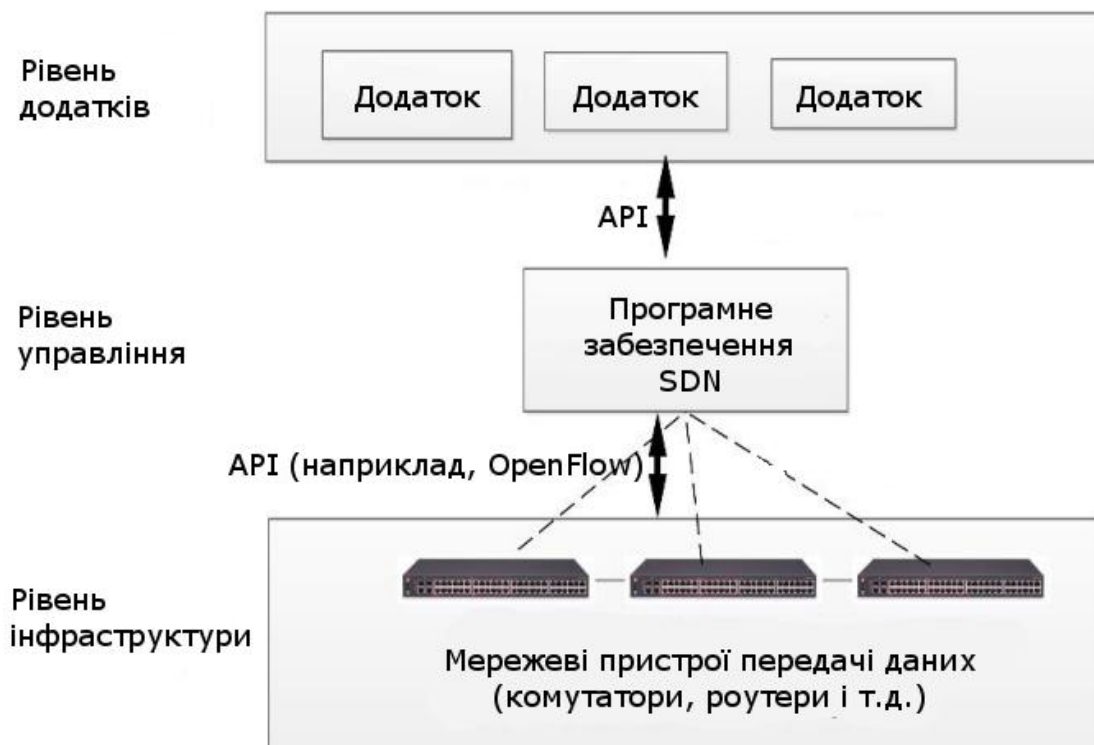 Рівень
додатків
Додаток
Додаток
Додаток
API
Рівень
управління
Програмне
забезпечення
SDN
API (наприклад, OpenFlow)
Рівень
інфраструктури
Мережеві пристрої передачі даних
(комутатори, роутери і т.д.)